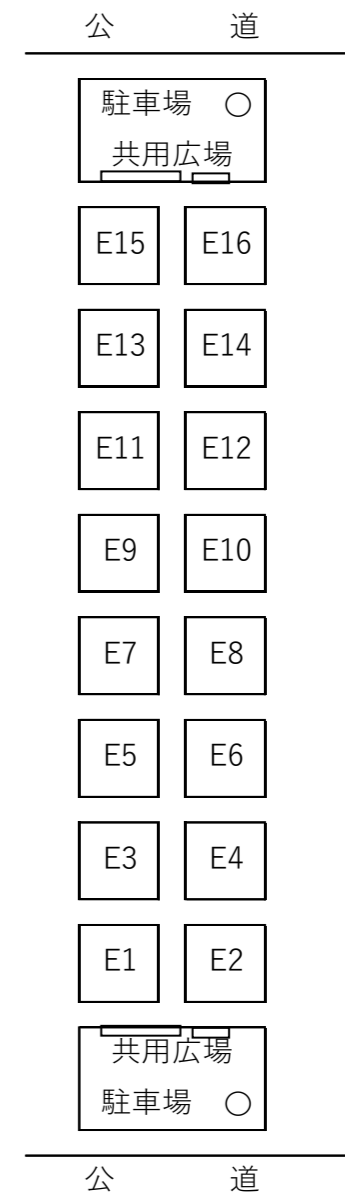 公 道
駐車場 ○
共用広場
E15 E16
E13 E14
E11 E12
E9 E10
E7 E8
E5 E6
E3 E4
E1 E2
共用広場
駐車場 ○
公 道